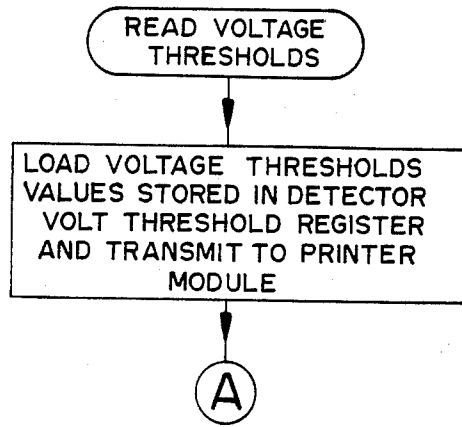 READ VOLTAGE
THRESHOLDS
LOAD VOLTAGE THRESHOLDS
VALUES STORED IN DETECTOR
VOLT THRESHOLD REGISTER
AND TRANSMIT TO PRINTER
MODULE
A